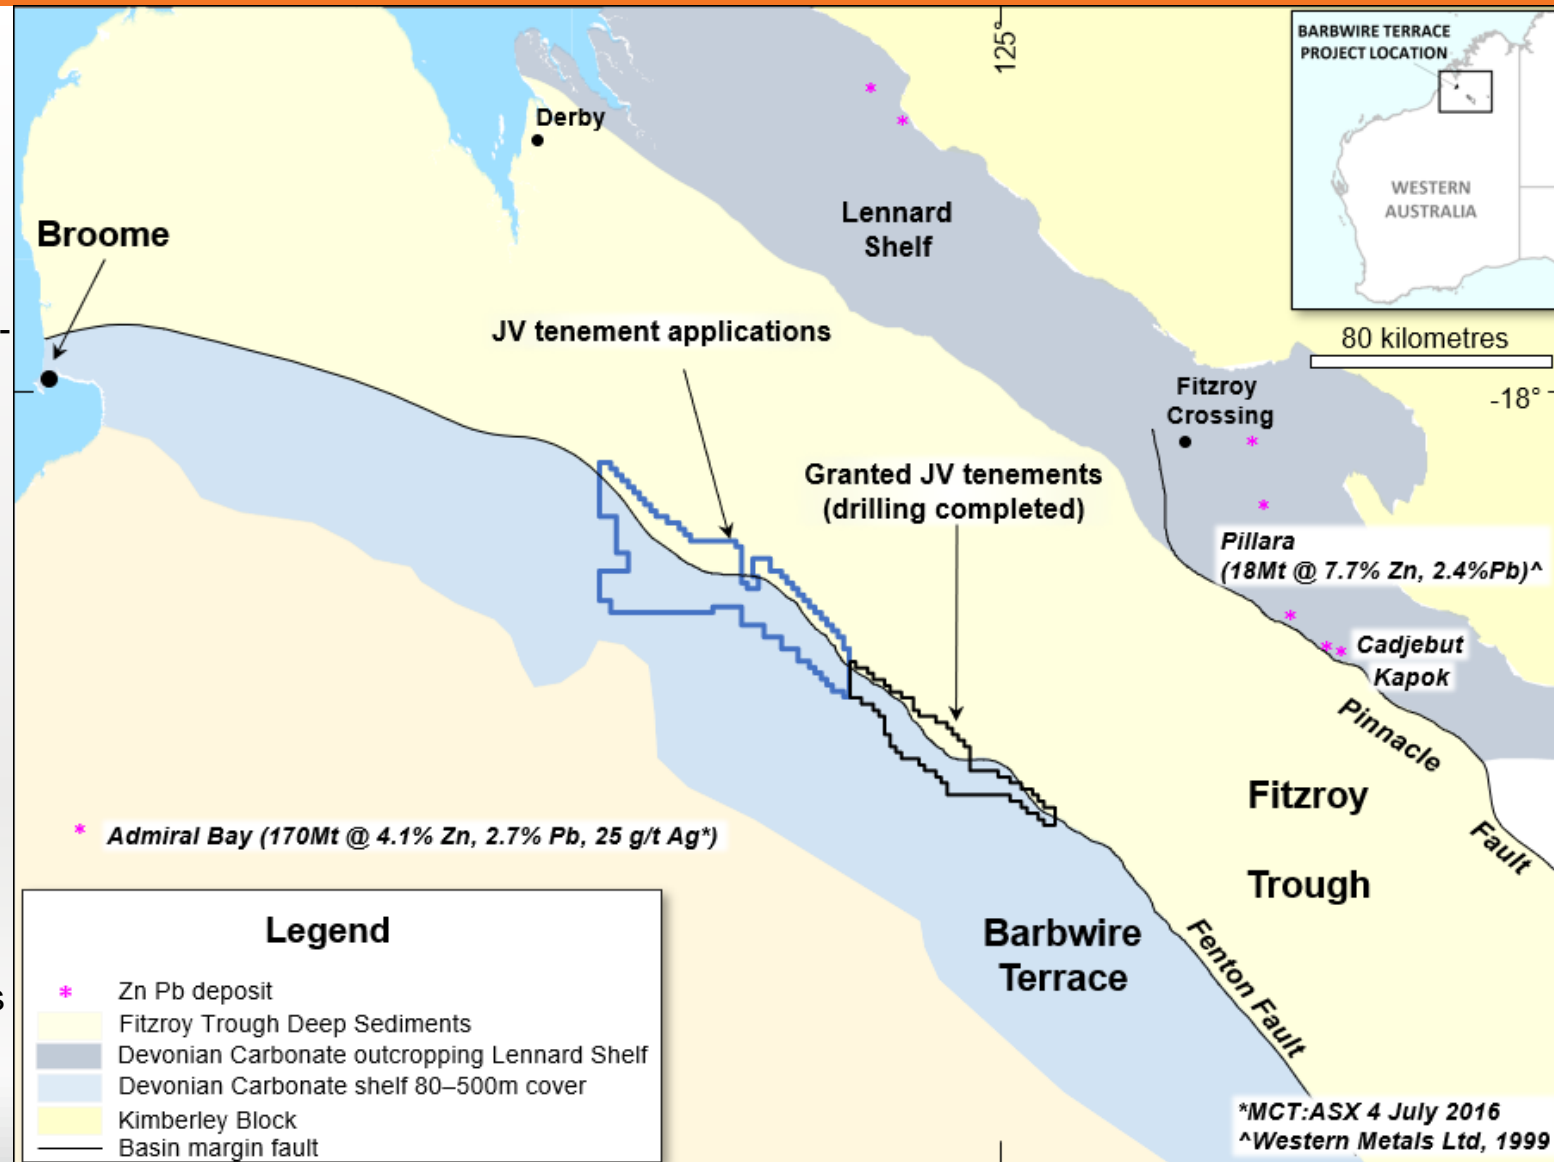 125°
BARBWIRE TERRACE
PROJECT LOCATION
WESTERN
AUSTRALIA
Derby
Lennard
Shelf
Broome
JV tenement applications
80 kilometres
Fitzroy
Crossing
-18°
Granted JV tenements
(drilling completed)
Pillara
(18Mt @ 7.7% Zn, 2.4%Pb)^
Cadjebut
Kapok
Pinnacle
Fault
Fitzroy
Trough
Admiral Bay (170Mt @ 4.1% Zn, 2.7% Pb, 25 g/t Ag*)
Barbwire
Terrace
Fenton Fault
Legend
* Zn Pb deposit
Fitzroy Trough Deep Sediments
Devonian Carbonate outcropping Lennard Shelf
Devonian Carbonate shelf 80–500m cover
Kimberley Block
Basin margin fault
*MCT:ASX 4 July 2016
^Western Metals Ltd, 1999